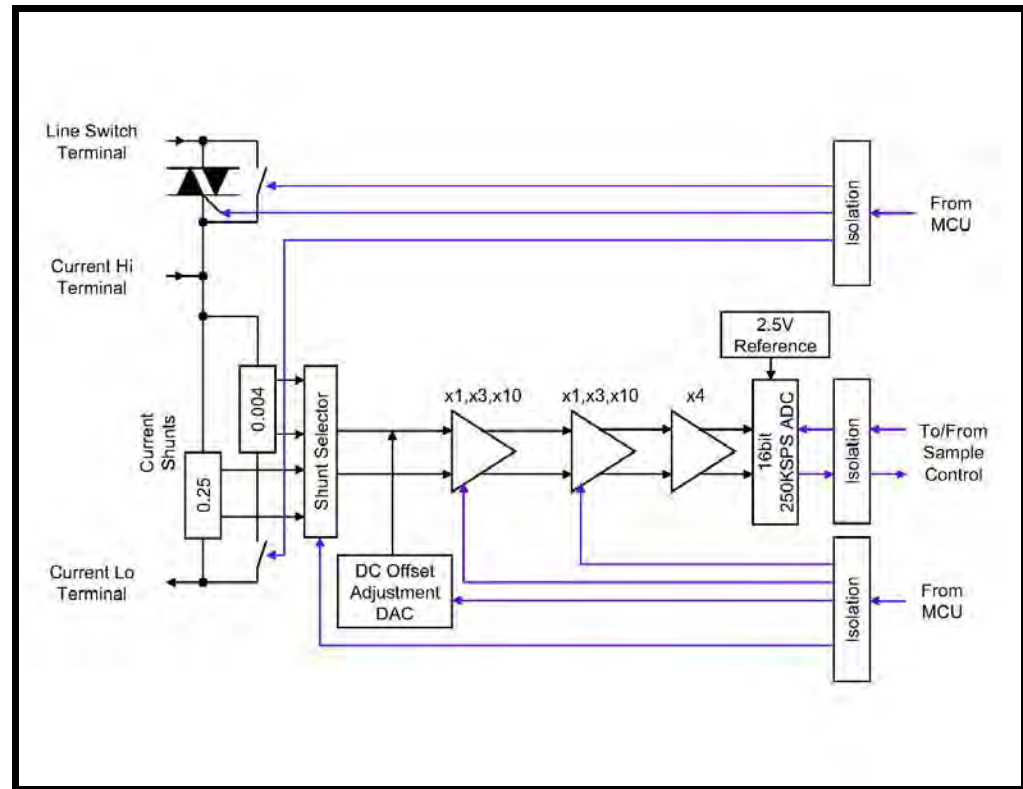 Line Switch
Terminal
Isolation
From
MCU
Current Hi
Terminal
2.5V
Reference
Current
Shunts
0.004
0.25
Shunt Selector
x1,x3,x10
x1,x3,x10
x4
16bit
250KSPS ADC
Isolation
To/From
Sample
Control
Current Lo
Terminal
DC Offset
Adjustment
DAC
Isolation
From
MCU